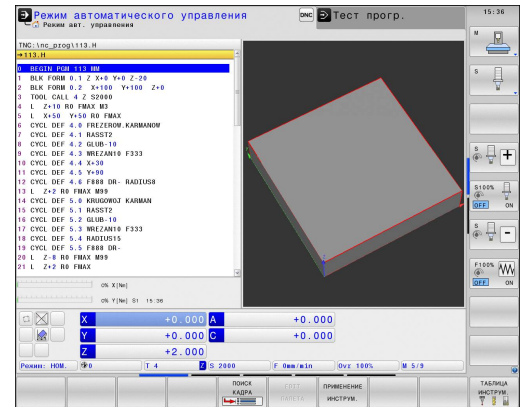 Режим автоматического управления
DNC
Тест прогр.
15:36
Режим авт. управления
TNC:\nc_prog\113.H
→113.H
0 BEGIN PGM 113 MM
1 BLK FORM 0.1 Z X+0 Y+0 Z-20
2 BLK FORM 0.2 X+100 Y+100 Z+0
3 TOOL CALL 4 Z S2000
4 L Z+10 R0 FMAX M3
5 L X+50 Y+50 R0 FMAX
6 CYCL DEF 4.0 FREZEROW.KARMANOW
7 CYCL DEF 4.1 RASST2
8 CYCL DEF 4.2 GLUB-10
9 CYCL DEF 4.3 WREZAN10 F333
10 CYCL DEF 4.4 X+30
11 CYCL DEF 4.5 Y+90
12 CYCL DEF 4.6 F888 DR- RADIUS8
13 L Z+2 R0 FMAX M99
14 CYCL DEF 5.0 KRUGOWOJ KARMAN
15 CYCL DEF 5.1 RASST2
16 CYCL DEF 5.2 GLUB-10
17 CYCL DEF 5.3 WREZAN10 F333
18 CYCL DEF 5.4 RADIUS15
19 CYCL DEF 5.5 F888 DR-
20 L Z-8 R0 FMAX M99
21 L Z+2 R0 FMAX
0% X[Nm]
0% Y[Nm] S1 15:36
X +0.000 A +0.000
Y +0.000 C +0.000
Z +2.000
Режим: НОМ. 0 T 4 Z S 2000 F 0mm/min Ovr 100% M 5/9
M
S
S
S100%
OFF ON
S
F100%
OFF ON
ПОИСК
КАДРА
ПРИМЕНЕНИЕ
ИНСТРУМ.
ТАБЛИЦА
ИНСТРУМ.